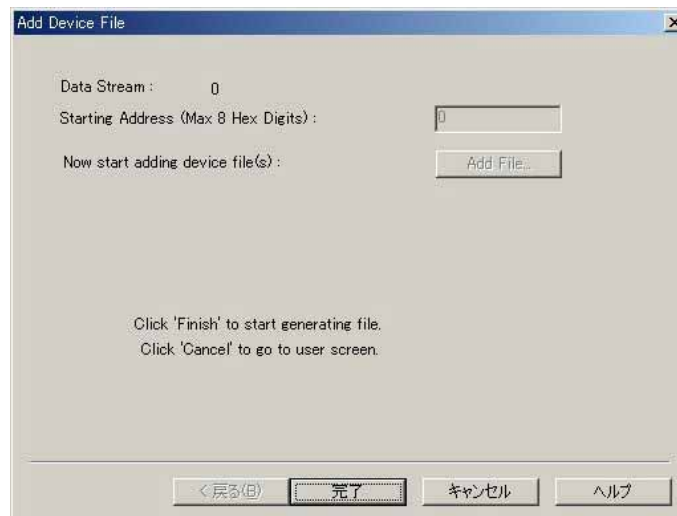 Add Device File
Data Stream : 0
Starting Address (Max 8 Hex Digits) : 0
Now start adding device file(s) : Add File...
Click 'Finish' to start generating file.
Click 'Cancel' to go to user screen.
< 戻る(B) 完了 キャンセル ヘルプ